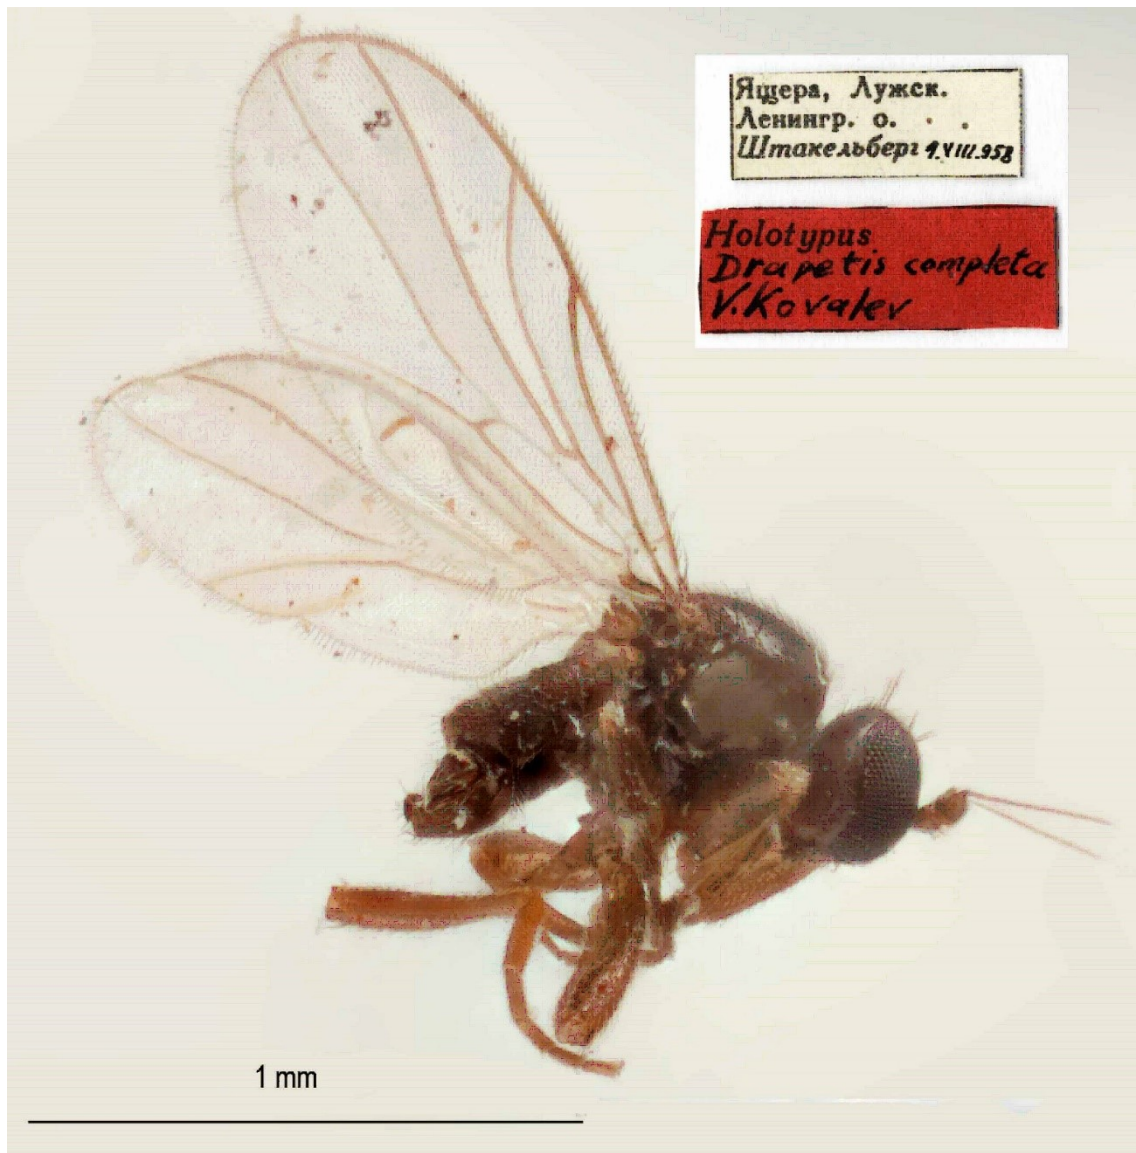 Ящера, Лужск.
Ленингр. о. . .
Штакельберг 9.VIII.958
Holotypus
Drapetis completa
V. Kovalev
1 mm